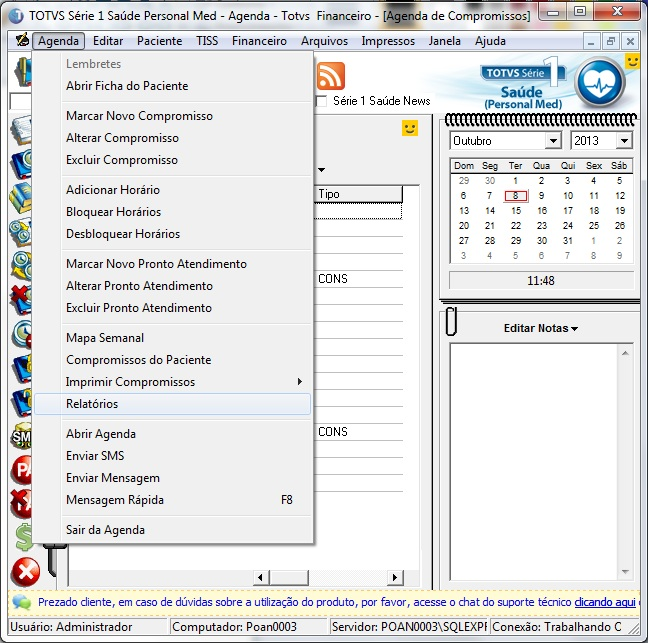 TOTVS Série 1 Saúde Personal Med - Agenda - Totvs Financeiro - [Agenda de Compromissos]
Agenda Editar Paciente TISS Financeiro Arquivos Impressos Janela Ajuda
Lembretes
Abrir Ficha do Paciente
Marcar Novo Compromisso
Alterar Compromisso
Excluir Compromisso
Adicionar Horário
Bloquear Horários
Desbloquear Horários
Marcar Novo Pronto Atendimento
Alterar Pronto Atendimento
Excluir Pronto Atendimento
Mapa Semanal
Compromissos do Paciente
Imprimir Compromissos
Relatórios
Abrir Agenda
Enviar SMS
Enviar Mensagem
Mensagem Rápida F8
Sair da Agenda
Série 1 Saúde News
Tipo
CONS
CONS
TOTVS Série 1
Saúde
(Personal Med)
Outubro 2013
Dom Seg Ter Qua Qui Sex Sáb
29 30 1 2 3 4 5
6 7 8 9 10 11 12
13 14 15 16 17 18 19
20 21 22 23 24 25 26
27 28 29 30 31 1 2
3 4 5 6 7 8 9
11:48
Editar Notas
Prezado cliente, em caso de dúvidas sobre a utilização do produto, por favor, acesse o chat do suporte técnico clicando aqui
Usuário: Administrador Computador: Poan0003 Servidor: POAN0003\SQLEXPF Conexão: Trabalhando C